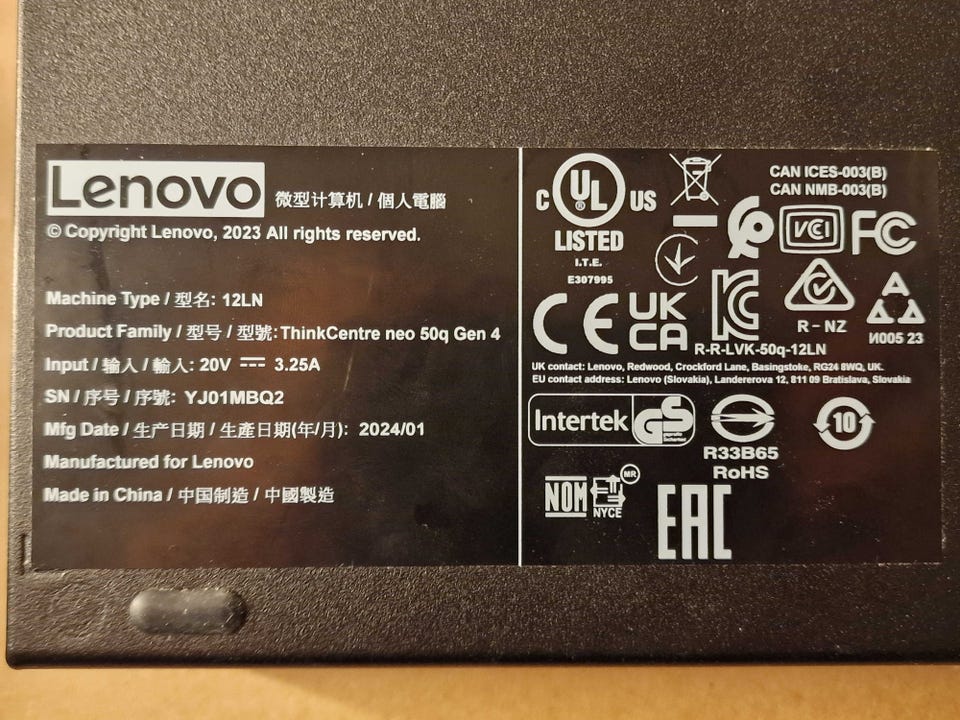 Lenovo 微型计算机 / 個人電腦
© Copyright Lenovo, 2023 All rights reserved.
Machine Type / 型名: 12LN
Product Family / 型号 / 型號: ThinkCentre neo 50q Gen 4
Input / 输入 / 輸入: 20V ⎓ 3.25A
SN / 序号 / 序號: YJ01MBQ2
Mfg Date / 生产日期 / 生產日期(年/月): 2024/01
Manufactured for Lenovo
Made in China / 中国制造 / 中國製造
C UL ® US
LISTED
I.T.E.
E307995
CAN ICES-003(B)
CAN NMB-003(B)
VCI
FC
CE
UK
CA
KC
R-R-LVK-50q-12LN
R-NZ
И005 23
UK contact: Lenovo, Redwood, Crockford Lane, Basingstoke, RG24 8WQ, UK.
EU contact address: Lenovo (Slovakia), Landererova 12, 811 09 Bratislava, Slovakia
Intertek GS
geprüfte
Sicherheit
R33B65
RoHS
10
NOM
MR
NYCE
EAC